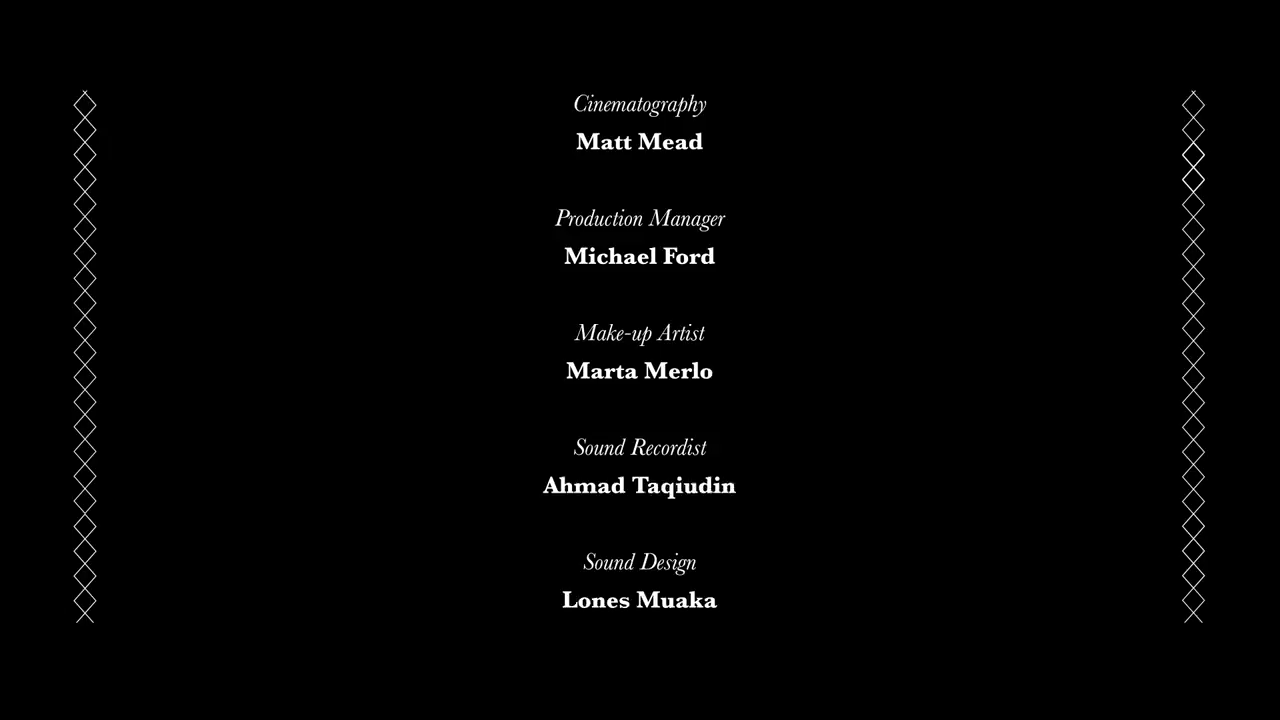 Cinematography
Matt Mead
Production Manager
Michael Ford
Make-up Artist
Marta Merlo
Sound Recordist
Ahmad Taqiudin
Sound Design
Lones Muaka